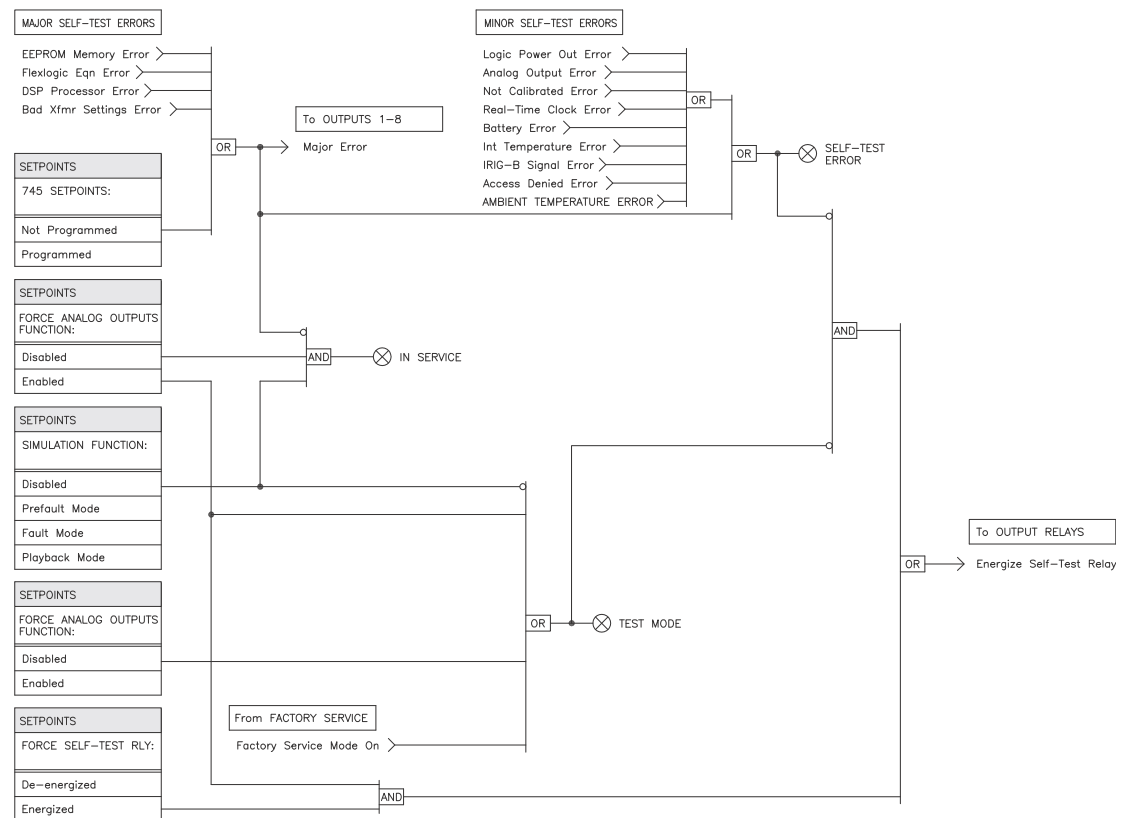 MAJOR SELF-TEST ERRORS
EEPROM Memory Error
Flexlogic Eqn Error
DSP Processor Error
Bad Xfmr Settings Error
OR
To OUTPUTS 1-8
Major Error
MINOR SELF-TEST ERRORS
Logic Power Out Error
Analog Output Error
Not Calibrated Error
Real-Time Clock Error
Battery Error
Int Temperature Error
IRIG-B Signal Error
Access Denied Error
AMBIENT TEMPERATURE ERROR
OR
OR
SELF-TEST
ERROR
SETPOINTS
745 SETPOINTS:
Not Programmed
Programmed
SETPOINTS
FORCE ANALOG OUTPUTS
FUNCTION:
Disabled
Enabled
AND
IN SERVICE
AND
SETPOINTS
SIMULATION FUNCTION:
Disabled
Prefault Mode
Fault Mode
Playback Mode
To OUTPUT RELAYS
OR
Energize Self-Test Relay
SETPOINTS
FORCE ANALOG OUTPUTS
FUNCTION:
Disabled
Enabled
OR
TEST MODE
From FACTORY SERVICE
Factory Service Mode On
SETPOINTS
FORCE SELF-TEST RLY:
De-energized
Energized
AND